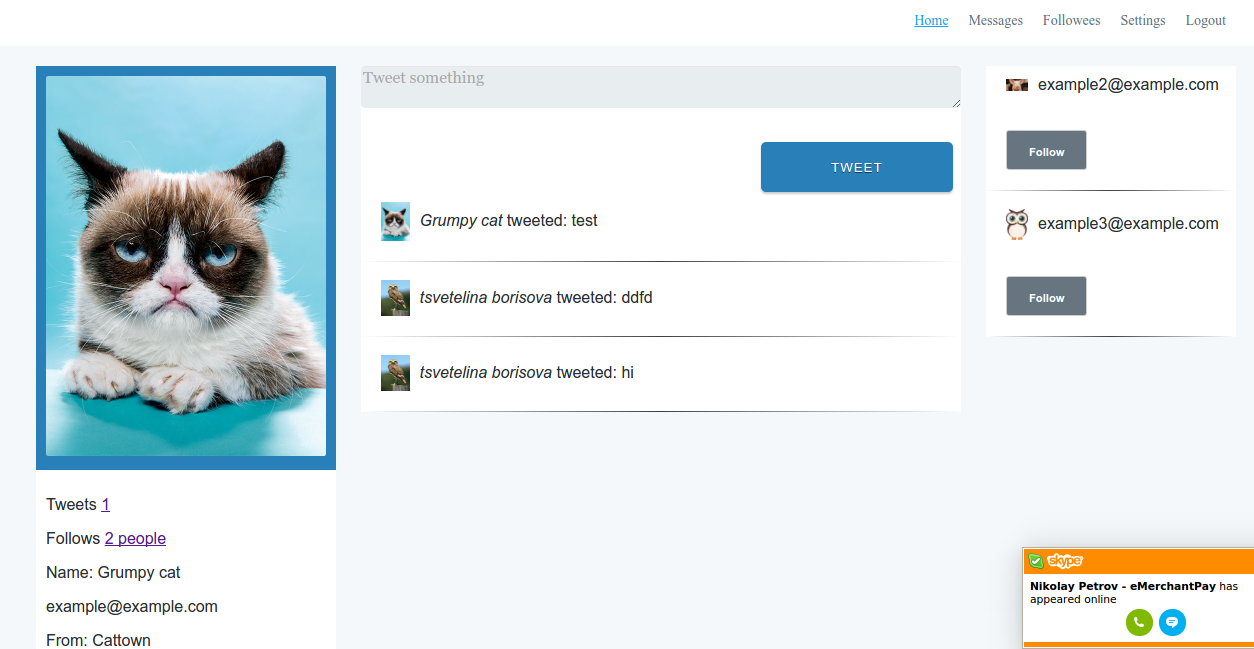 Home Messages Followees Settings Logout
Tweet something
TWEET
Grumpy cat tweeted: test
tsvetelina borisova tweeted: ddfd
tsvetelina borisova tweeted: hi
example2@example.com
Follow
example3@example.com
Follow
Tweets 1
Follows 2 people
Name: Grumpy cat
example@example.com
From: Cattown
skype
Nikolay Petrov - eMerchantPay has
appeared online